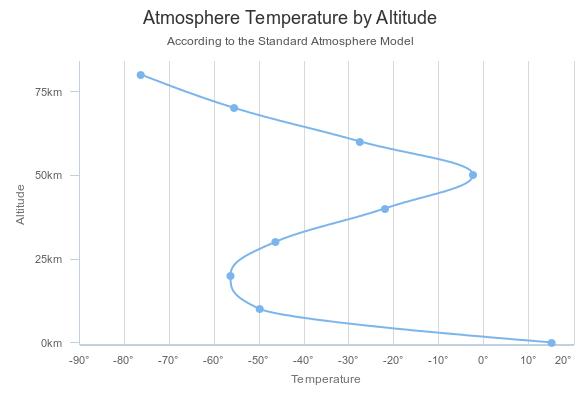 Atmosphere Temperature by Altitude
According to the Standard Atmosphere Model
75km
50km
25km
0km
Altitude
-90° -80° -70° -60° -50° -40° -30° -20° -10° 0° 10° 20°
Temperature